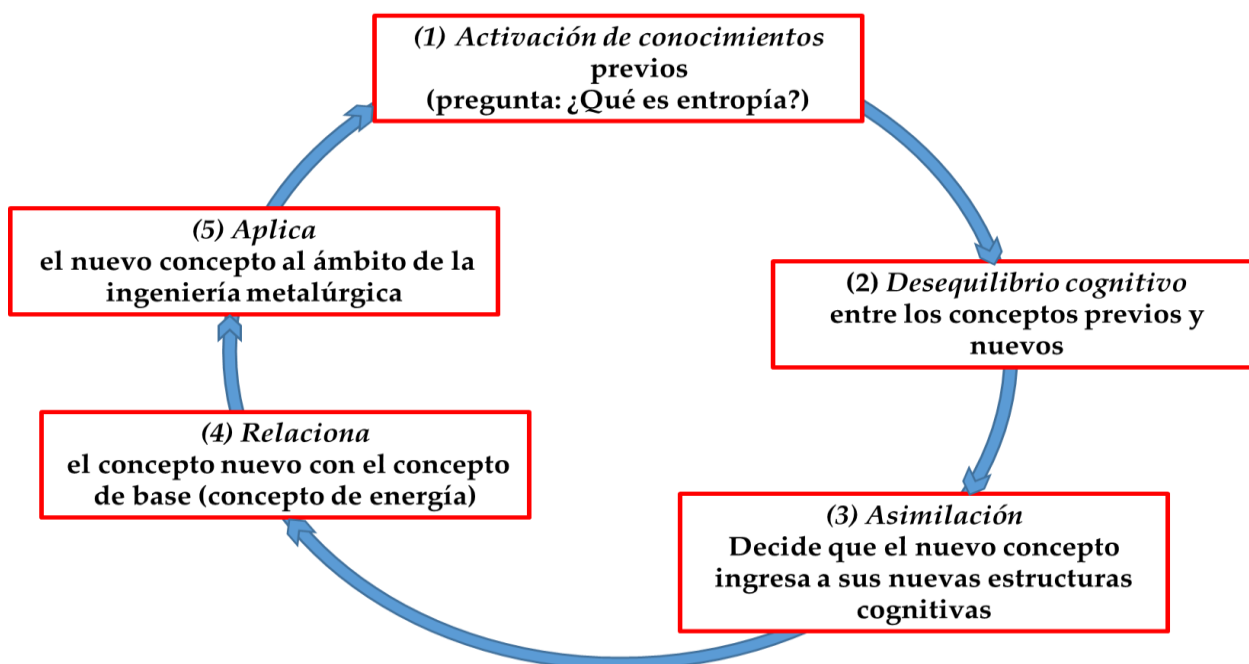 (1) Activación de conocimientos
previos
(pregunta: ¿Qué es entropía?)
(2) Desequilibrio cognitivo
entre los conceptos previos y
nuevos
(3) Asimilación
Decide que el nuevo concepto
ingresa a sus nuevas estructuras
cognitivas
(4) Relaciona
el concepto nuevo con el concepto
de base (concepto de energía)
(5) Aplica
el nuevo concepto al ámbito de la
ingeniería metalúrgica